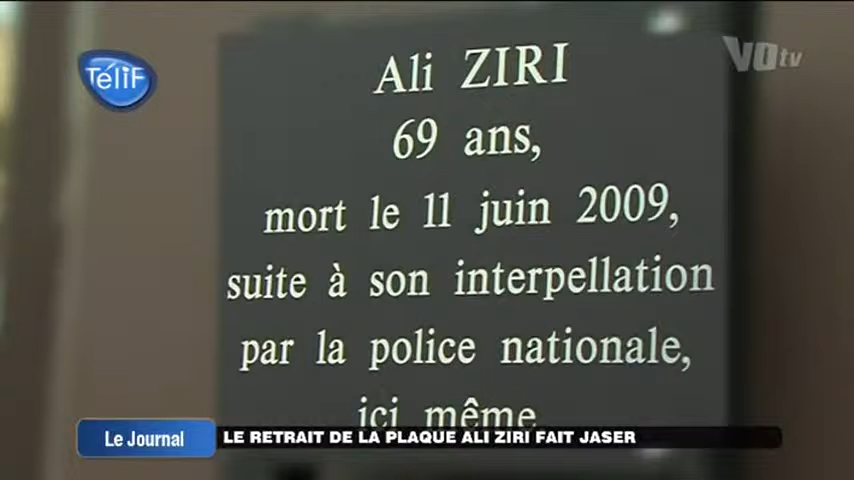 TéliF
VOtv
Ali ZIRI
69 ans,
mort le 11 juin 2009,
suite à son interpellation
par la police nationale,
ici même
Le Journal
LE RETRAIT DE LA PLAQUE ALI ZIRI FAIT JASER